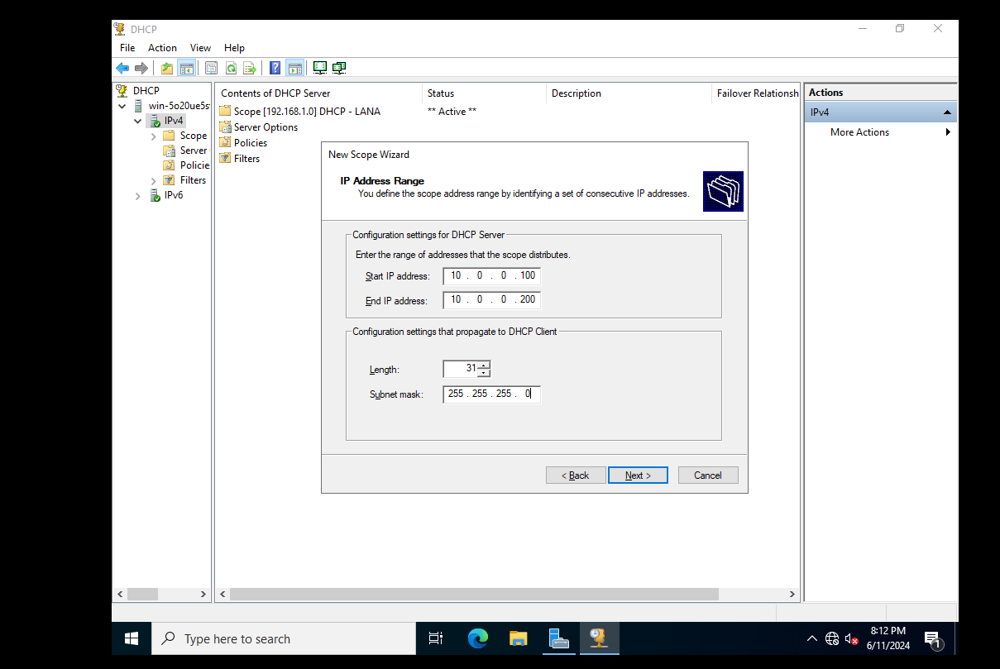 DHCP
File Action View Help
DHCP
win-5o20ue5s
IPv4
Scope
Server
Policie
Filters
IPv6
Contents of DHCP Server Status Description Failover Relationsh
Scope [192.168.1.0] DHCP - LANA ** Active **
Server Options
Policies
Filters
Actions
IPv4
More Actions
New Scope Wizard
IP Address Range
You define the scope address range by identifying a set of consecutive IP addresses.
Configuration settings for DHCP Server
Enter the range of addresses that the scope distributes.
Start IP address: 10 . 0 . 0 . 100
End IP address: 10 . 0 . 0 . 200
Configuration settings that propagate to DHCP Client
Length: 31
Subnet mask: 255 . 255 . 255 . 0
< Back Next > Cancel
Type here to search
8:12 PM
6/11/2024
1